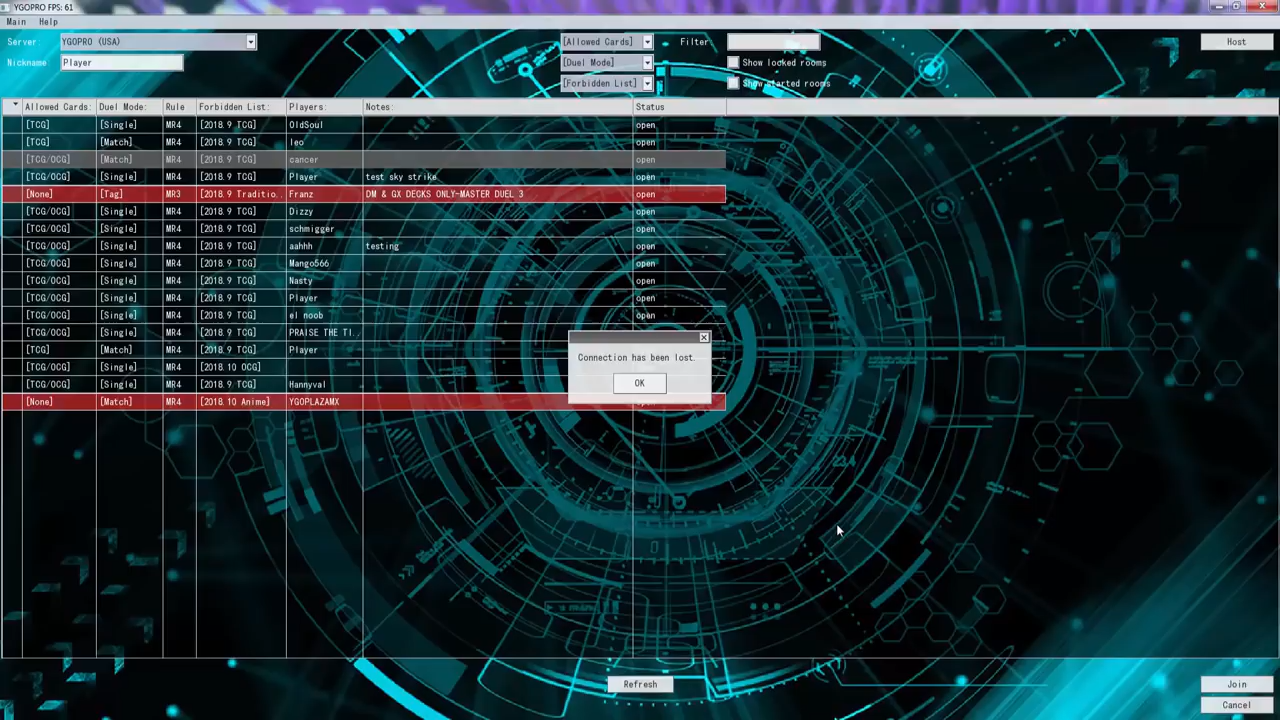 YGOPRO FPS: 61
Main Help
Server: YGOPRO (USA) [Allowed Cards] Filter Host
Nickname Player [Duel Mode] Show locked rooms
[Forbidden List] Show started rooms
Allowed Cards: Duel Mode: Rule Forbidden List: Players: Notes: Status
[TCG] [Single] MR4 [2018.9 TCG] OldSoul open
[TCG] [Match] MR4 [2018.9 TCG] leo open
[TCG/OCG] [Match] MR4 [2018.9 TCG] cancer open
[TCG/OCG] [Single] MR4 [2018.9 TCG] Player test sky strike open
[None] [Tag] MR3 [2018.9 Traditio.. Franz DM & GX DECKS ONLY-MASTER DUEL 3 open
[TCG/OCG] [Single] MR4 [2018.9 TCG] Dizzy open
[TCG/OCG] [Single] MR4 [2018.9 TCG] schmigger open
[TCG/OCG] [Single] MR4 [2018.9 TCG] aahhh testing open
[TCG/OCG] [Single] MR4 [2018.9 TCG] Mango566 open
[TCG/OCG] [Single] MR4 [2018.9 TCG] Nasty open
[TCG/OCG] [Single] MR4 [2018.9 TCG] Player open
[TCG/OCG] [Single] MR4 [2018.9 TCG] el noob open
[TCG/OCG] [Single] MR4 [2018.9 TCG] PRAISE THE TI..
[TCG] [Match] MR4 [2018.9 TCG] Player
[TCG/OCG] [Single] MR4 [2018.10 OCG]
[TCG/OCG] [Single] MR4 [2018.9 TCG] Hannyval
[None] [Match] MR4 [2018.10 Anime] YGOPLAZAMX open
Connection has been lost.
OK
23.4
Refresh Join
Cancel